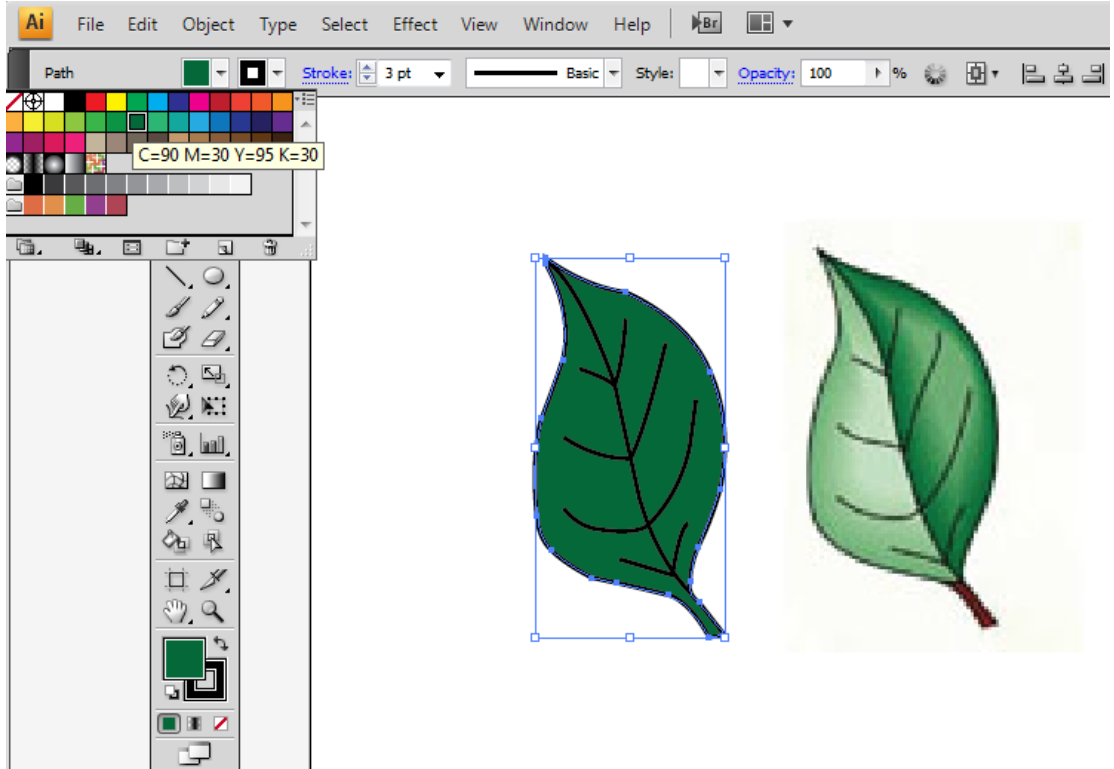 Ai File Edit Object Type Select Effect View Window Help Br
Path Stroke: 3 pt Basic Style: Opacity: 100 %
C=90 M=30 Y=95 K=30